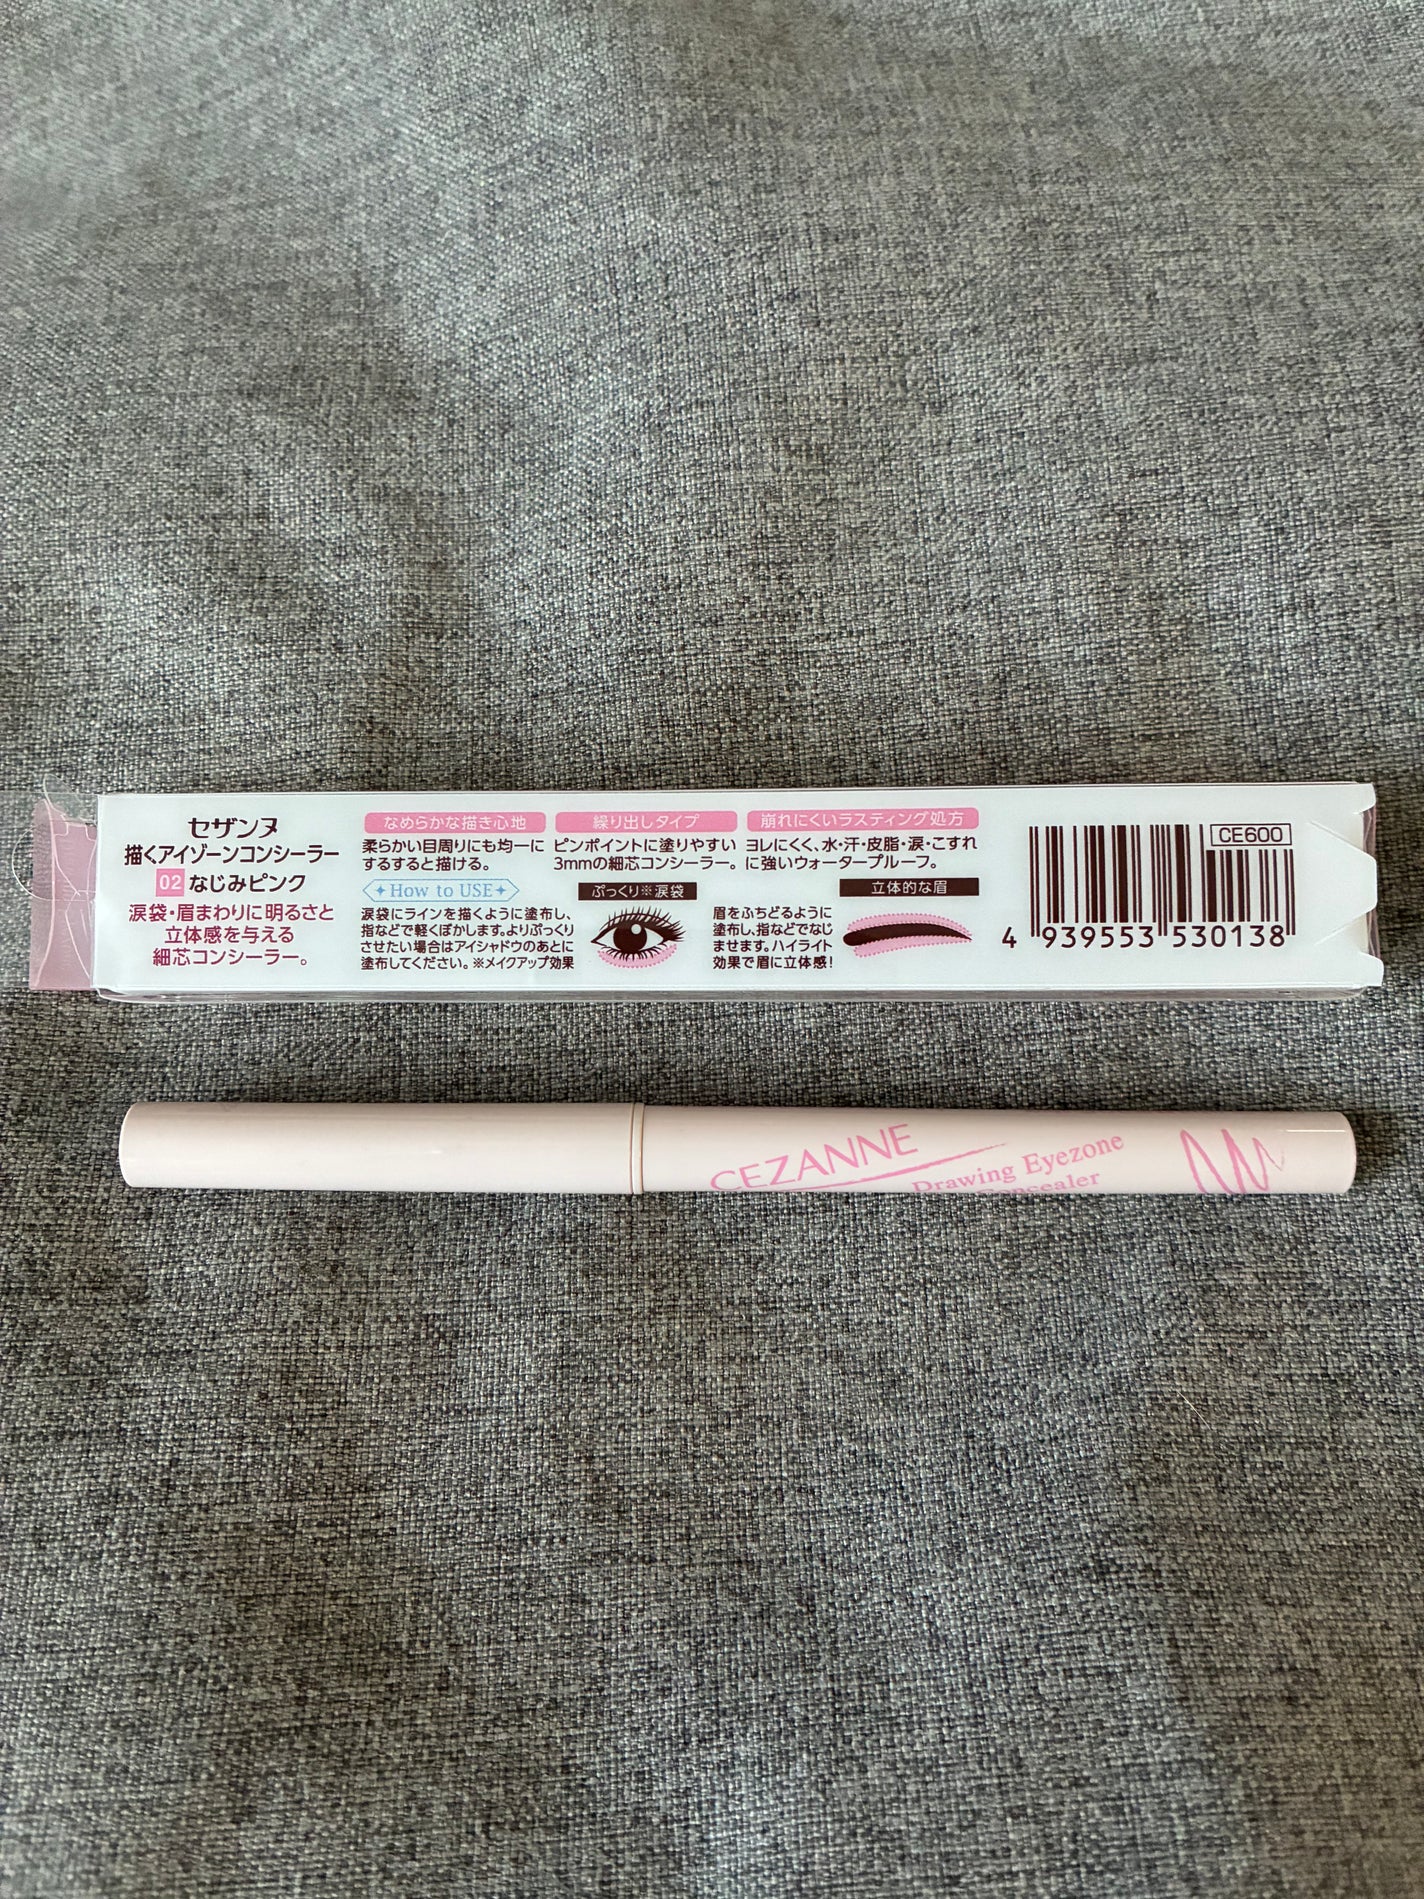 セザンヌ
描くアイゾーンコンシーラー
02 なじみピンク
涙袋・眉まわりに明るさと
立体感を与える
細芯コンシーラー。
なめらかな描き心地
柔らかい目周りにも均一に
するすると描ける。
繰り出しタイプ
ピンポイントに塗りやすい
3mmの細芯コンシーラー。
崩れにくいラスティング処方
ヨレにくく、水・汗・皮脂・涙・こすれ
に強いウォータープルーフ。
How to USE
涙袋にラインを描くように塗布し、
指などで軽くぼかします。よりぷっくり
させたい場合はアイシャドウのあとに
塗布してください。※メイクアップ効果
ぷっくり※涙袋
眉をふちどるように
塗布し、指などでなじ
ませます。ハイライト
効果で眉に立体感!
立体的な眉
CE600
4 939553 530138
CEZANNE
Drawing Eyezone
Concealer